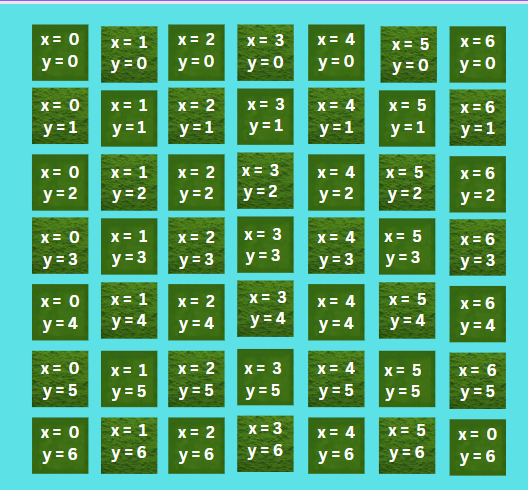 x = 0
y = 0
x = 1
y = 0
x = 2
y = 0
x = 3
y = 0
x = 4
y = 0
x = 5
y = 0
x = 6
y = 0
x = 0
y = 1
x = 1
y = 1
x = 2
y = 1
x = 3
y = 1
x = 4
y = 1
x = 5
y = 1
x = 6
y = 1
x = 0
y = 2
x = 1
y = 2
x = 2
y = 2
x = 3
y = 2
x = 4
y = 2
x = 5
y = 2
x = 6
y = 2
x = 0
y = 3
x = 1
y = 3
x = 2
y = 3
x = 3
y = 3
x = 4
y = 3
x = 5
y = 3
x = 6
y = 3
x = 0
y = 4
x = 1
y = 4
x = 2
y = 4
x = 3
y = 4
x = 4
y = 4
x = 5
y = 4
x = 6
y = 4
x = 0
y = 5
x = 1
y = 5
x = 2
y = 5
x = 3
y = 5
x = 4
y = 5
x = 5
y = 5
x = 6
y = 5
x = 0
y = 6
x = 1
y = 6
x = 2
y = 6
x =3
y = 6
x = 4
y = 6
x = 5
y = 6
x = 0
y = 6